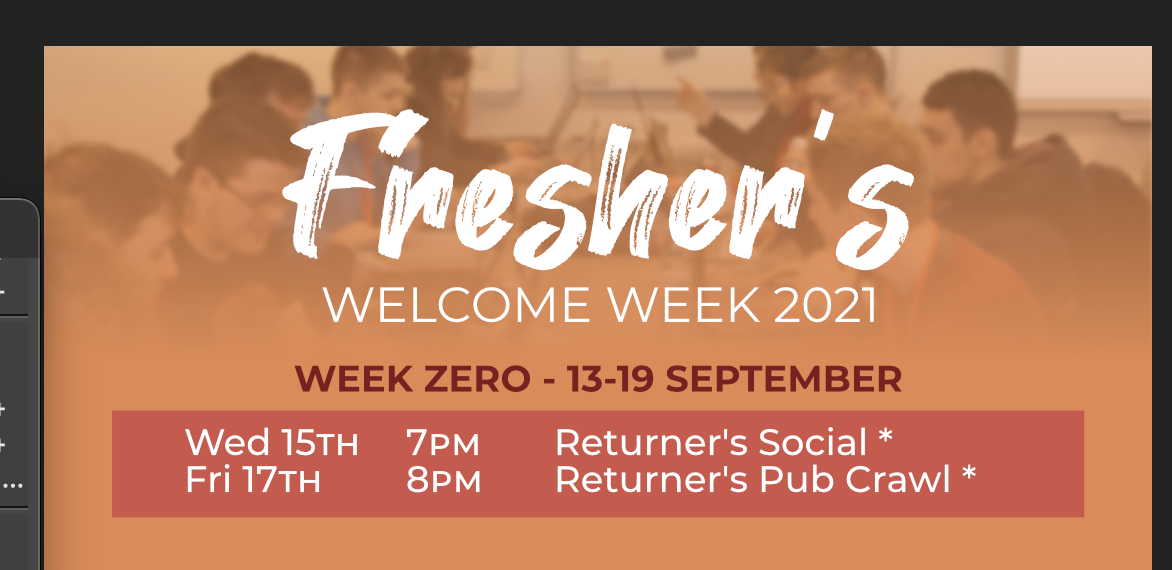 Fresher's
WELCOME WEEK 2021
WEEK ZERO - 13-19 SEPTEMBER
Wed 15TH 7PM Returner's Social *
Fri 17TH 8PM Returner's Pub Crawl *